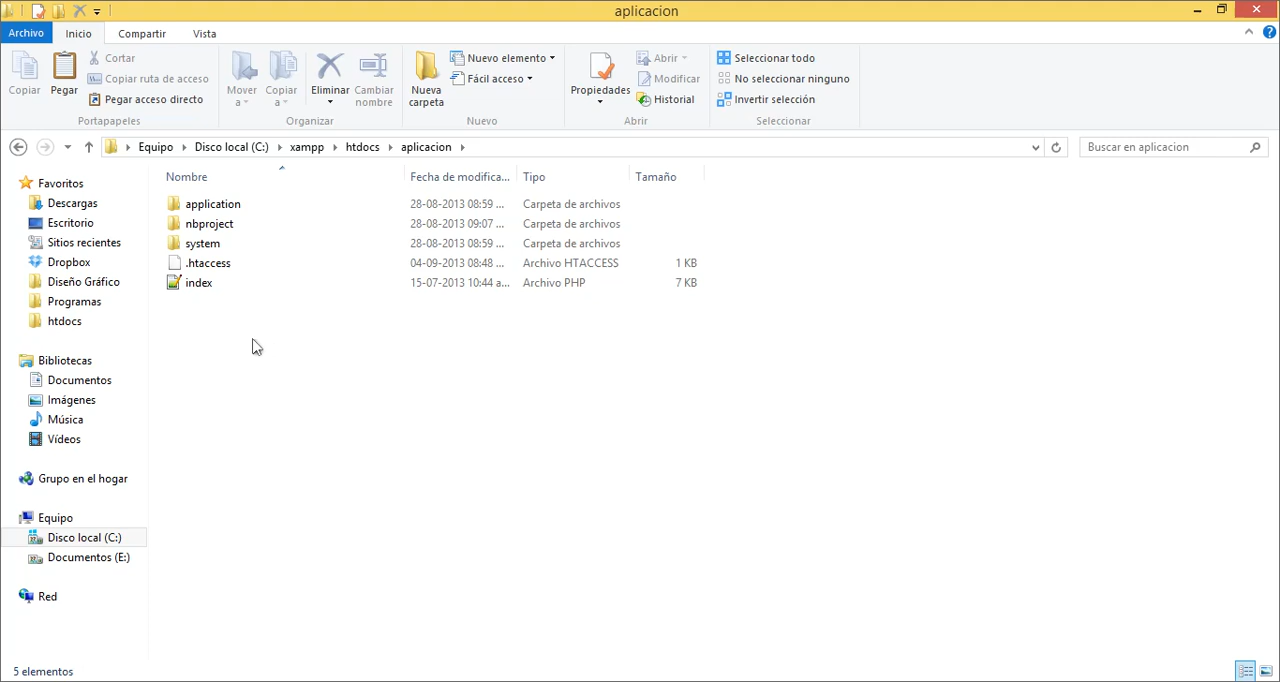 aplicacion
Archivo Inicio Compartir Vista
Copiar
Pegar
Cortar
Copiar ruta de acceso
Pegar acceso directo
Portapapeles
Mover a
Copiar a
Eliminar
Cambiar nombre
Organizar
Nueva carpeta
Nuevo elemento
Fácil acceso
Nuevo
Propiedades
Abrir
Modificar
Historial
Abrir
Seleccionar todo
No seleccionar ninguno
Invertir selección
Seleccionar
Equipo Disco local (C:) xampp htdocs aplicacion
Buscar en aplicacion
Favoritos
Descargas
Escritorio
Sitios recientes
Dropbox
Diseño Gráfico
Programas
htdocs
Bibliotecas
Documentos
Imágenes
Música
Vídeos
Grupo en el hogar
Equipo
Disco local (C:)
Documentos (E:)
Red
Nombre Fecha de modifica... Tipo Tamaño
application 28-08-2013 08:59 ... Carpeta de archivos
nbproject 28-08-2013 09:07 ... Carpeta de archivos
system 28-08-2013 08:59 ... Carpeta de archivos
.htaccess 04-09-2013 08:48 ... Archivo HTACCESS 1 KB
index 15-07-2013 10:44 a... Archivo PHP 7 KB
5 elementos